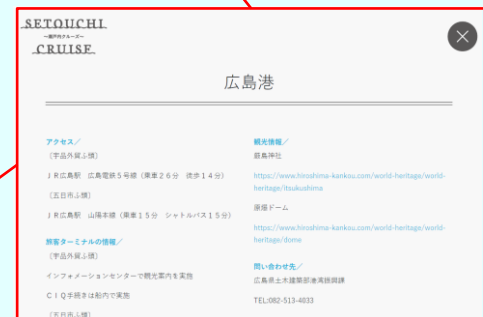 SETOUCHI
〜瀬戸内クルーズ〜
CRUISE
広島港
アクセス／
（宇品外貿ふ頭）
ＪＲ広島駅　広島電鉄５号線（乗車２６分　徒歩１４分）
（五日市ふ頭）
ＪＲ広島駅　山陽本線（乗車１５分　シャトルバス１５分）
旅客ターミナルの情報／
（宇品外貿ふ頭）
インフォメーションセンターで観光案内を実施
ＣＩＱ手続きは船内で実施
（五日市ふ頭）
観光情報／
厳島神社
https://www.hiroshima-kankou.com/world-heritage/world-
heritage/itsukushima
原爆ドーム
https://www.hiroshima-kankou.com/world-heritage/world-
heritage/dome
問い合わせ先／
広島県土木建築部港湾振興課
TEL:082-513-4033